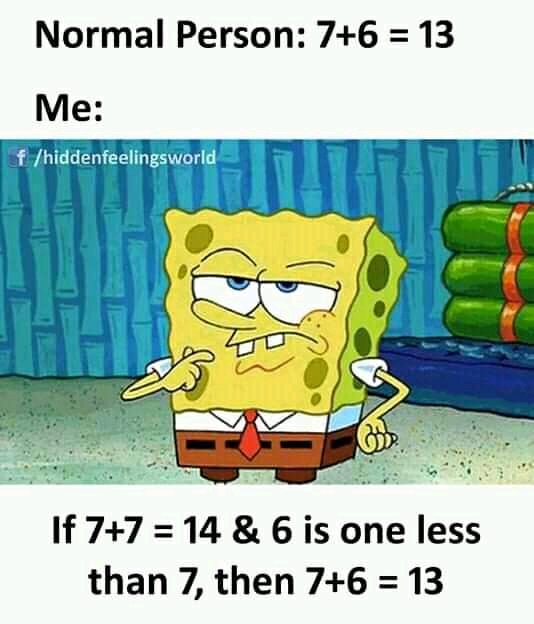 Normal Person: 7+6 = 13
Me:
f /hiddenfeelingsworld
If 7+7 = 14 & 6 is one less
than 7, then 7+6 = 13